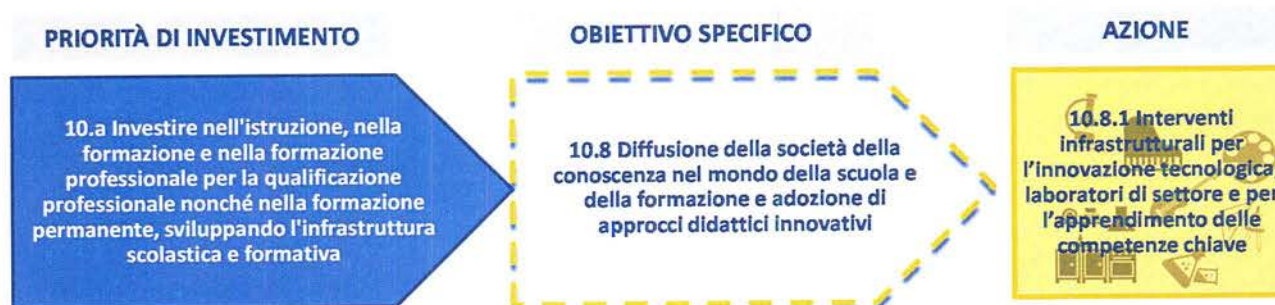 PRIORITÀ DI INVESTIMENTO
10.a Investire nell'istruzione, nella
formazione e nella formazione
professionale per la qualificazione
professionale nonché nella formazione
permanente, sviluppando l'infrastruttura
scolastica e formativa
OBIETTIVO SPECIFICO
10.8 Diffusione della società della
conoscenza nel mondo della scuola e
della formazione e adozione di
approcci didattici innovativi
AZIONE
10.8.1 Interventi
infrastrutturali per
l'innovazione tecnologica,
laboratori di settore e per
l'apprendimento delle
competenze chiave